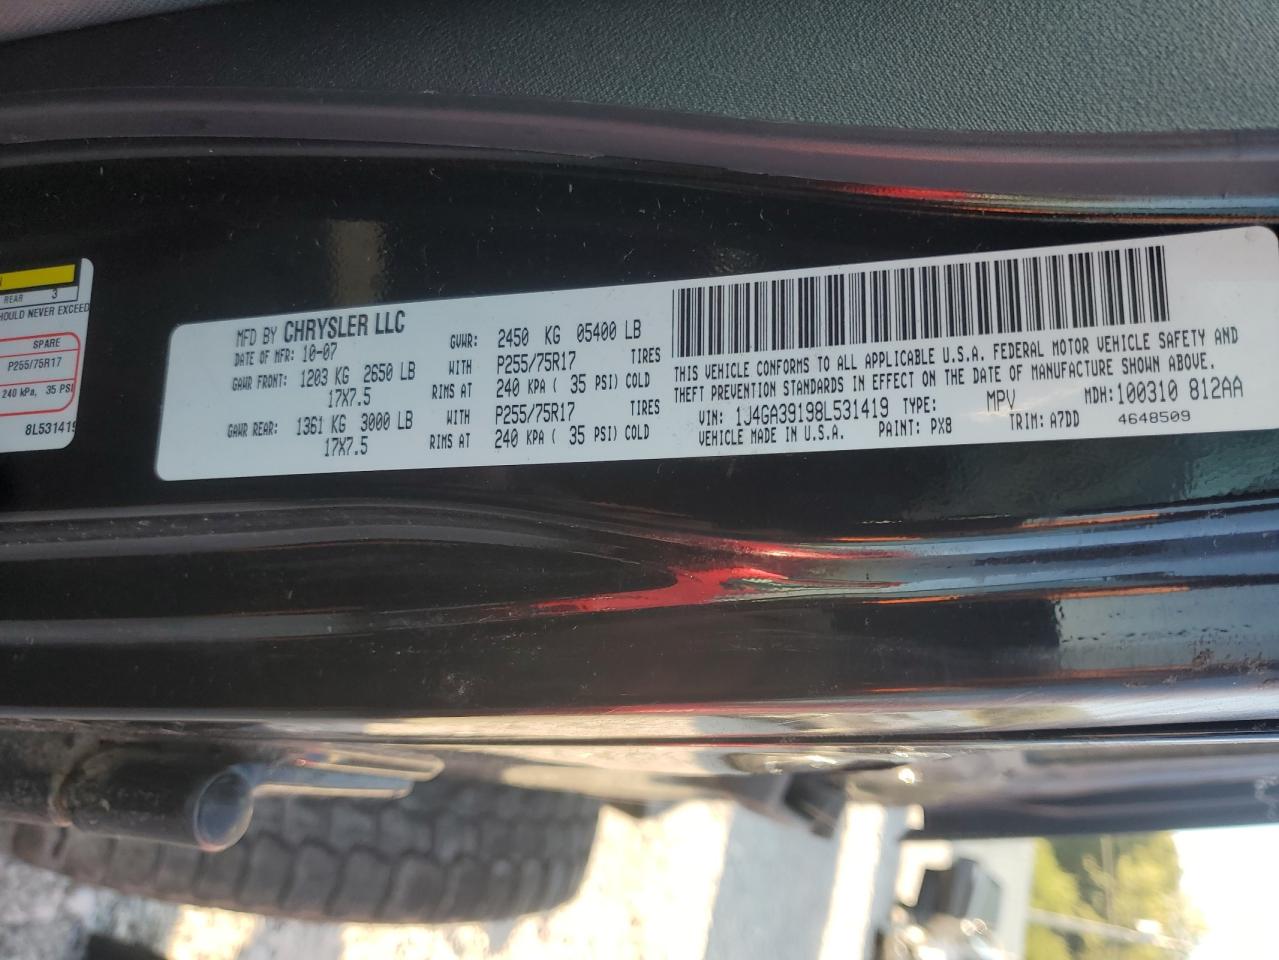 N
REAR 3
HOULD NEVER EXCEED
SPARE
P255/75R17
240 kPa, 35 PSI
8L531419
MFD BY CHRYSLER LLC
DATE OF MFR: 10-07
GAWR FRONT: 1203 KG 2650 LB
17X7.5
GAWR REAR: 1361 KG 3000 LB
17X7.5
GVWR: 2450 KG 05400 LB
WITH P255/75R17 TIRES
RIMS AT 240 KPA ( 35 PSI) COLD
WITH P255/75R17 TIRES
RIMS AT 240 KPA ( 35 PSI) COLD
THIS VEHICLE CONFORMS TO ALL APPLICABLE U.S.A. FEDERAL MOTOR VEHICLE SAFETY AND
THEFT PREVENTION STANDARDS IN EFFECT ON THE DATE OF MANUFACTURE SHOWN ABOVE.
VIN: 1J4GA39198L531419 TYPE: MPV MDH: 100310 812AA
VEHICLE MADE IN U.S.A. PAINT: PX8 TRIM: A7DD 4648509